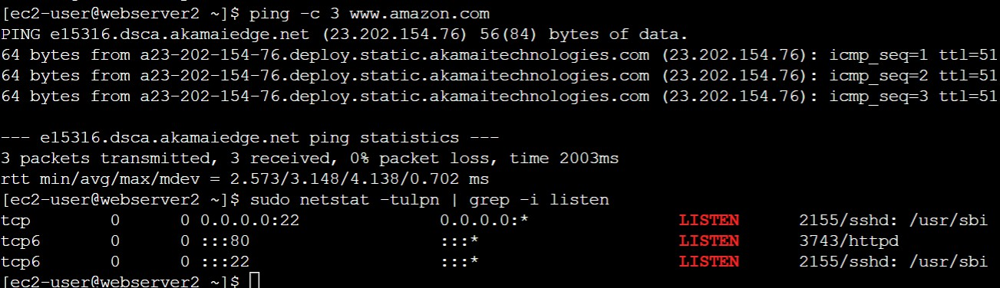 [ec2-user@webserver2 ~]$ ping -c 3 www.amazon.com
PING e15316.dsca.akamaiedge.net (23.202.154.76) 56(84) bytes of data.
64 bytes from a23-202-154-76.deploy.static.akamaitechnologies.com (23.202.154.76): icmp_seq=1 ttl=51
64 bytes from a23-202-154-76.deploy.static.akamaitechnologies.com (23.202.154.76): icmp_seq=2 ttl=51
64 bytes from a23-202-154-76.deploy.static.akamaitechnologies.com (23.202.154.76): icmp_seq=3 ttl=51
--- e15316.dsca.akamaiedge.net ping statistics ---
3 packets transmitted, 3 received, 0% packet loss, time 2003ms
rtt min/avg/max/mdev = 2.573/3.148/4.138/0.702 ms
[ec2-user@webserver2 ~]$ sudo netstat -tulpn | grep -i listen
tcp 0 0 0.0.0.0:22 0.0.0.0:* LISTEN 2155/sshd: /usr/sbi
tcp6 0 0 :::80 :::* LISTEN 3743/httpd
tcp6 0 0 :::22 :::* LISTEN 2155/sshd: /usr/sbi
[ec2-user@webserver2 ~]$